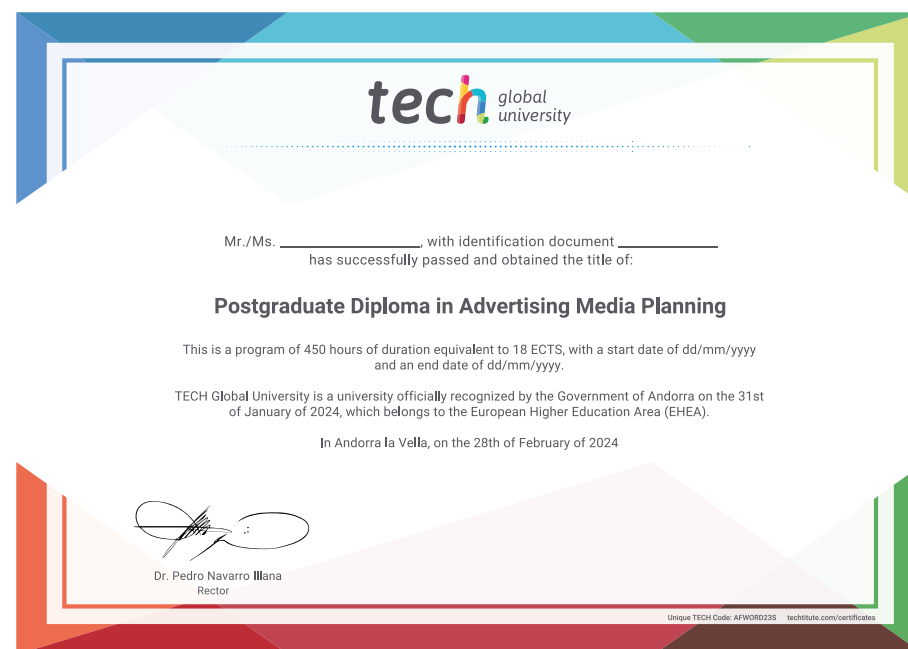 tech global
university
Mr./Ms. ____________________, with identification document ______________
has successfully passed and obtained the title of:
Postgraduate Diploma in Advertising Media Planning
This is a program of 450 hours of duration equivalent to 18 ECTS, with a start date of dd/mm/yyyy
and an end date of dd/mm/yyyy.
TECH Global University is a university officially recognized by the Government of Andorra on the 31st
of January of 2024, which belongs to the European Higher Education Area (EHEA).
In Andorra la Vella, on the 28th of February of 2024
Dr. Pedro Navarro Illana
Rector
Unique TECH Code: AFWORD23S techtitute.com/certificates